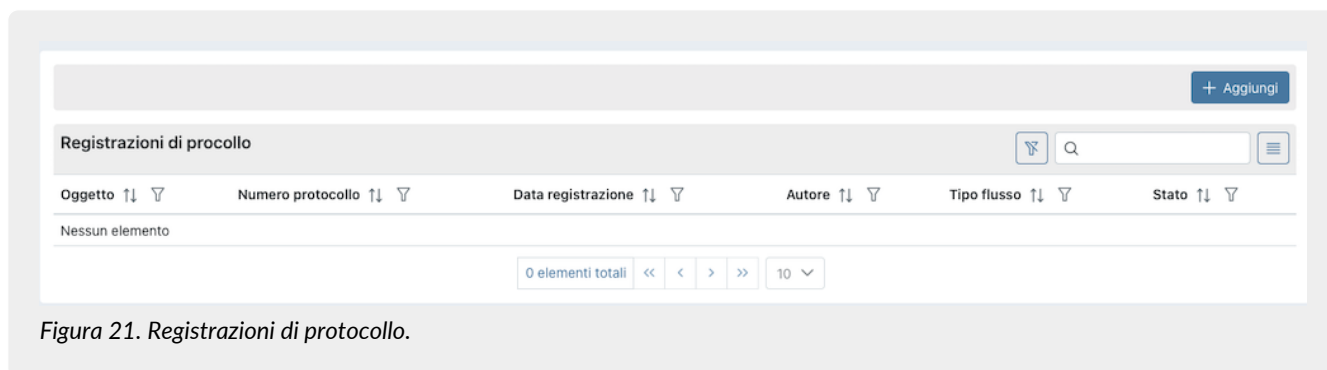 + Aggiungi
Registrazioni di procollo
Oggetto Numero protocollo Data registrazione Autore Tipo flusso Stato
Nessun elemento
0 elementi totali « < > » 10
Figura 21. Registrazioni di protocollo.